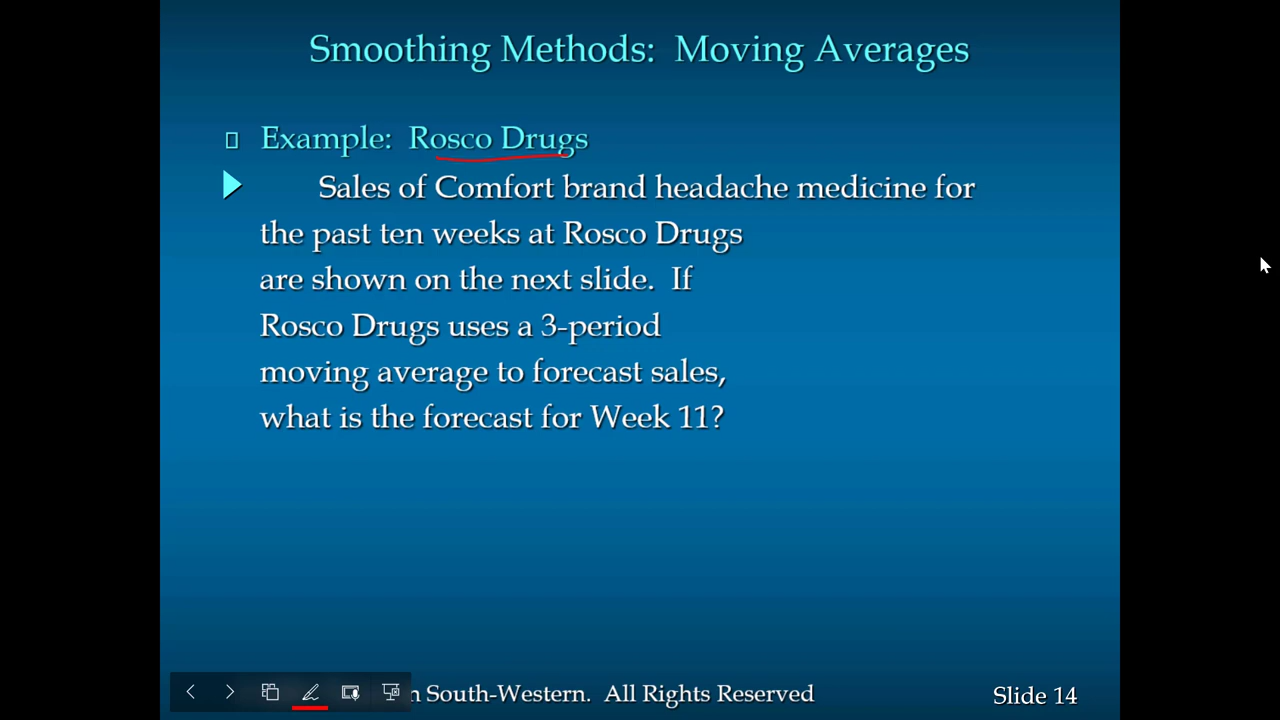 Smoothing Methods: Moving Averages
Example: Rosco Drugs
Sales of Comfort brand headache medicine for
the past ten weeks at Rosco Drugs
are shown on the next slide. If
Rosco Drugs uses a 3-period
moving average to forecast sales,
what is the forecast for Week 11?
South-Western. All Rights Reserved
Slide 14